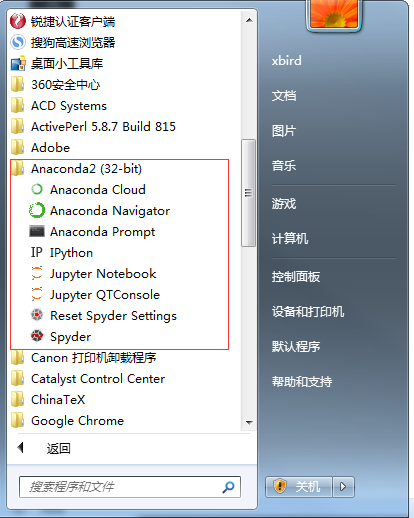 锐捷认证客户端
搜狗高速浏览器
桌面小工具库
360安全中心
ACD Systems
ActivePerl 5.8.7 Build 815
Adobe
Anaconda2 (32-bit)
Anaconda Cloud
Anaconda Navigator
Anaconda Prompt
IP IPython
Jupyter Notebook
Jupyter QTConsole
Reset Spyder Settings
Spyder
Canon 打印机卸载程序
Catalyst Control Center
ChinaTeX
Google Chrome
返回
搜索程序和文件
xbird
文档
图片
音乐
游戏
计算机
控制面板
设备和打印机
默认程序
帮助和支持
关机